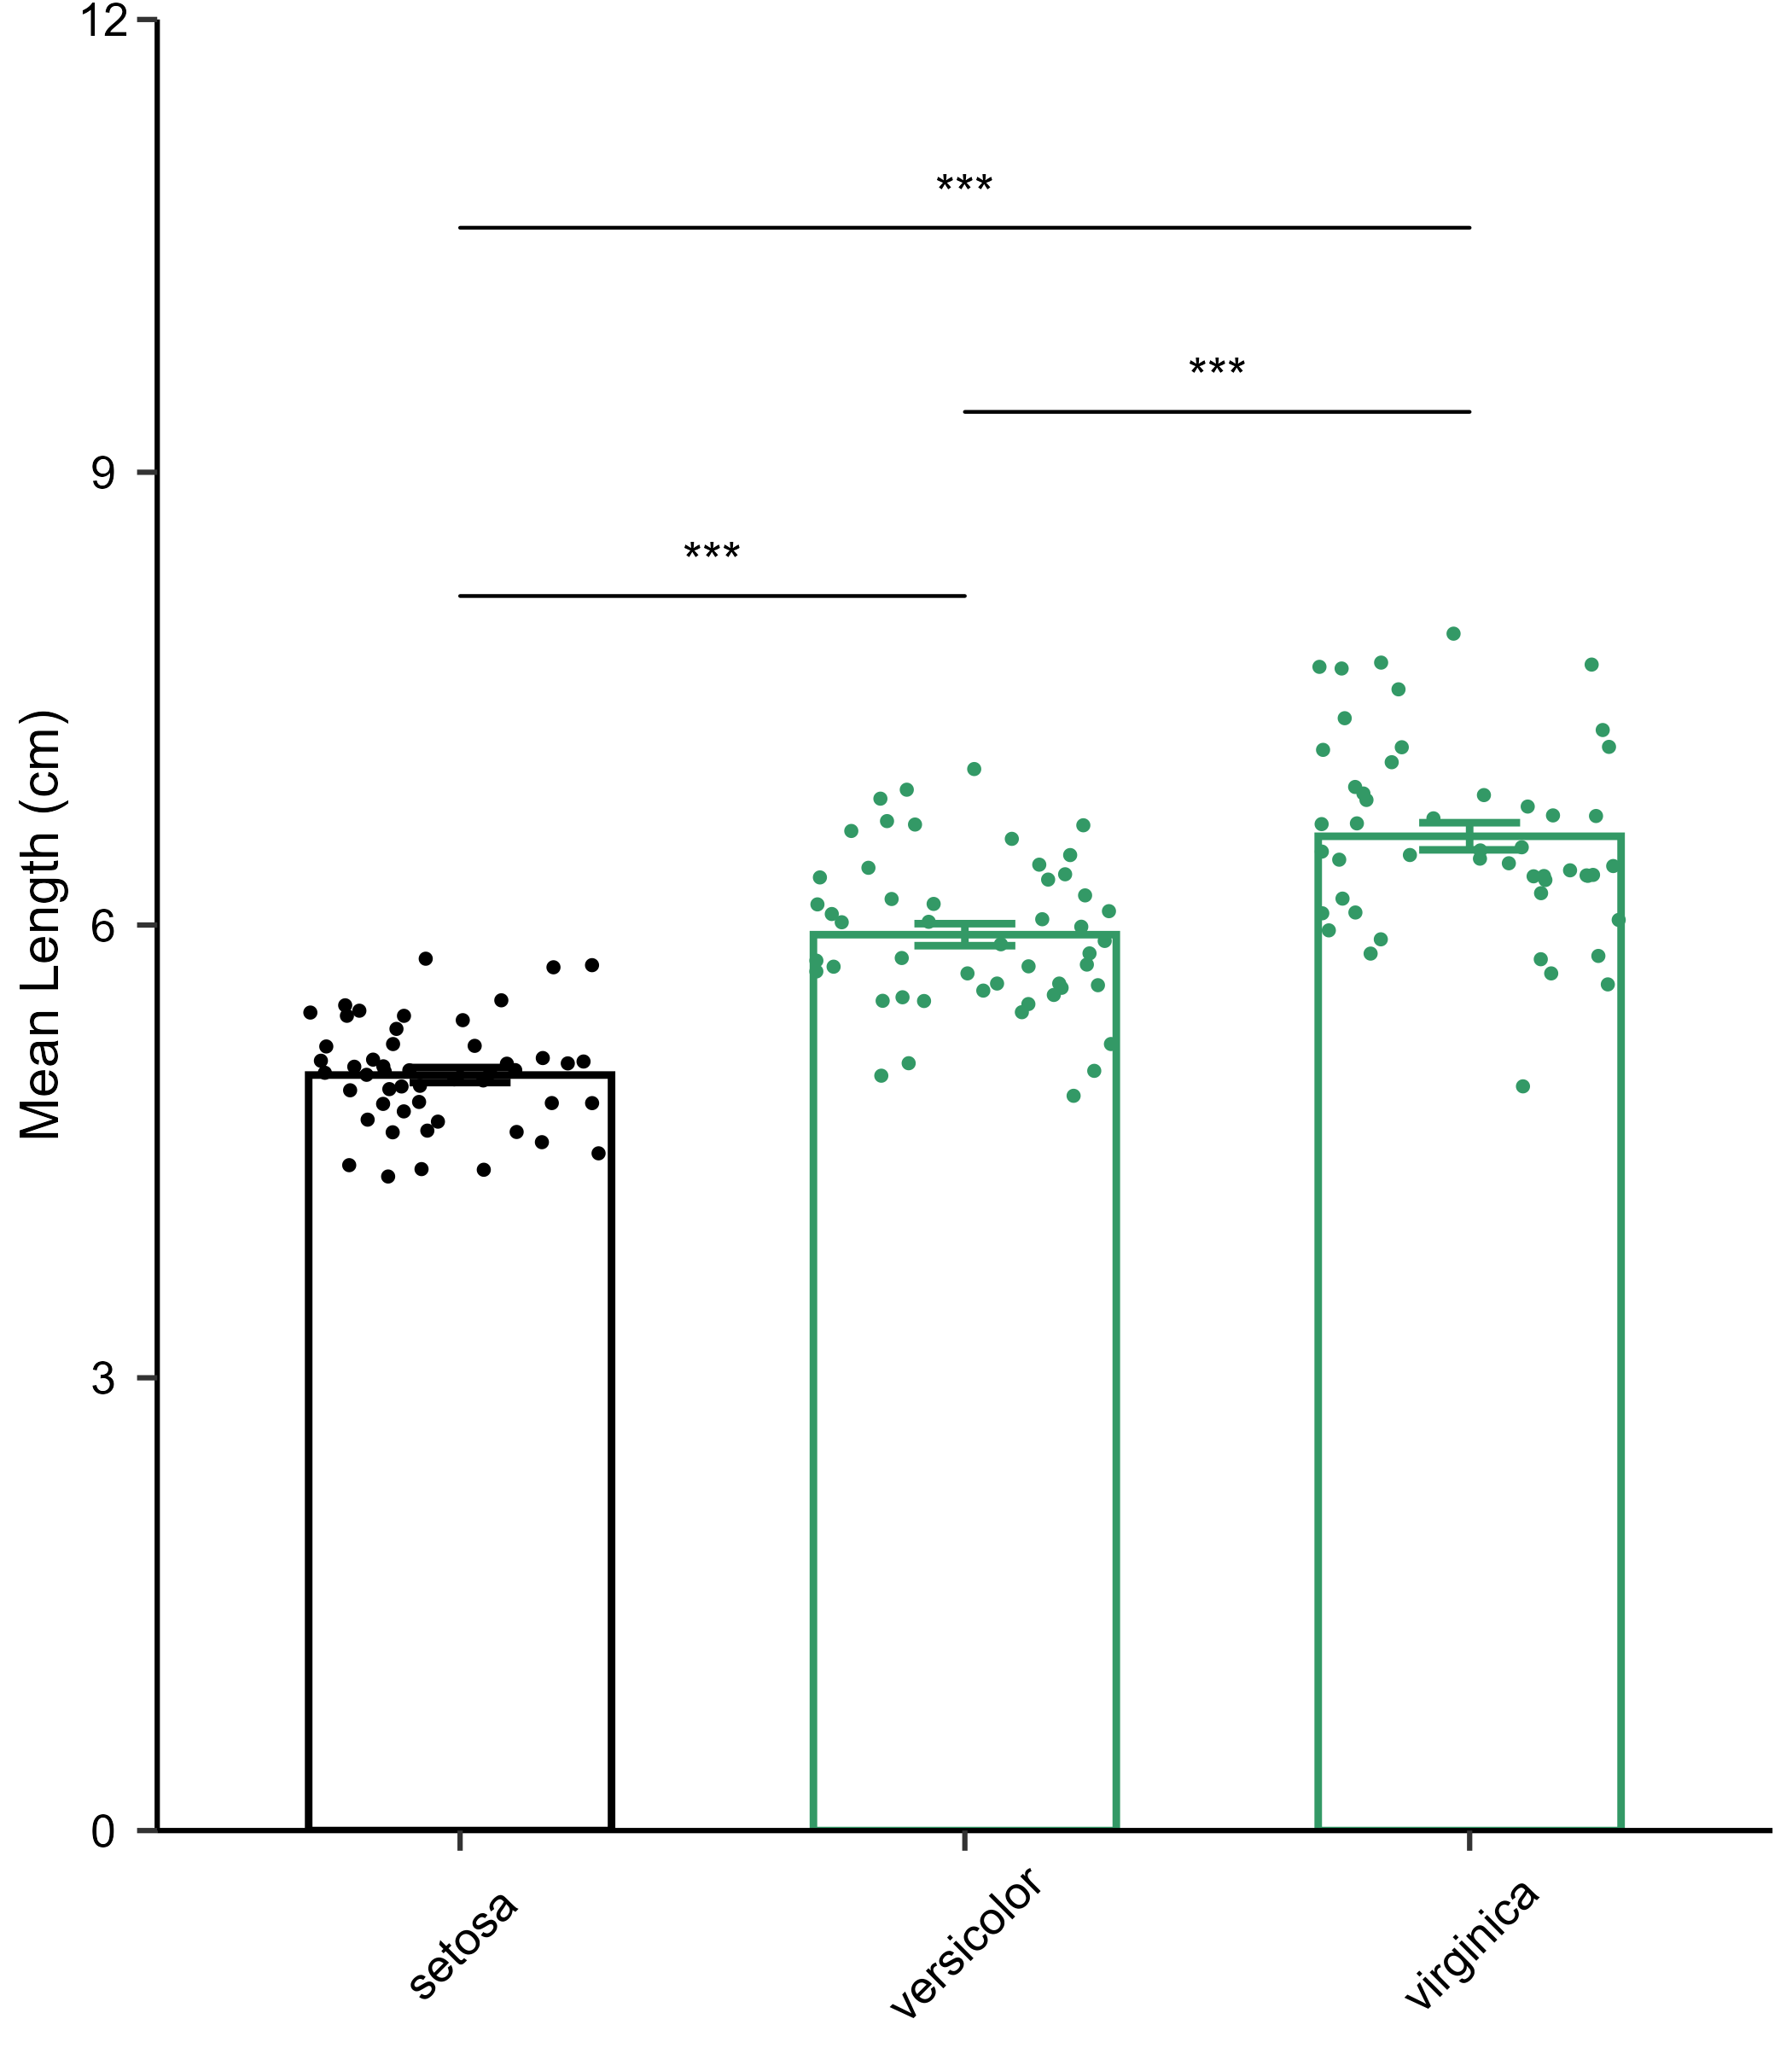 12
***
***
9
***
Mean Length (cm)
6
3
0
setosa
versicolor
virginica